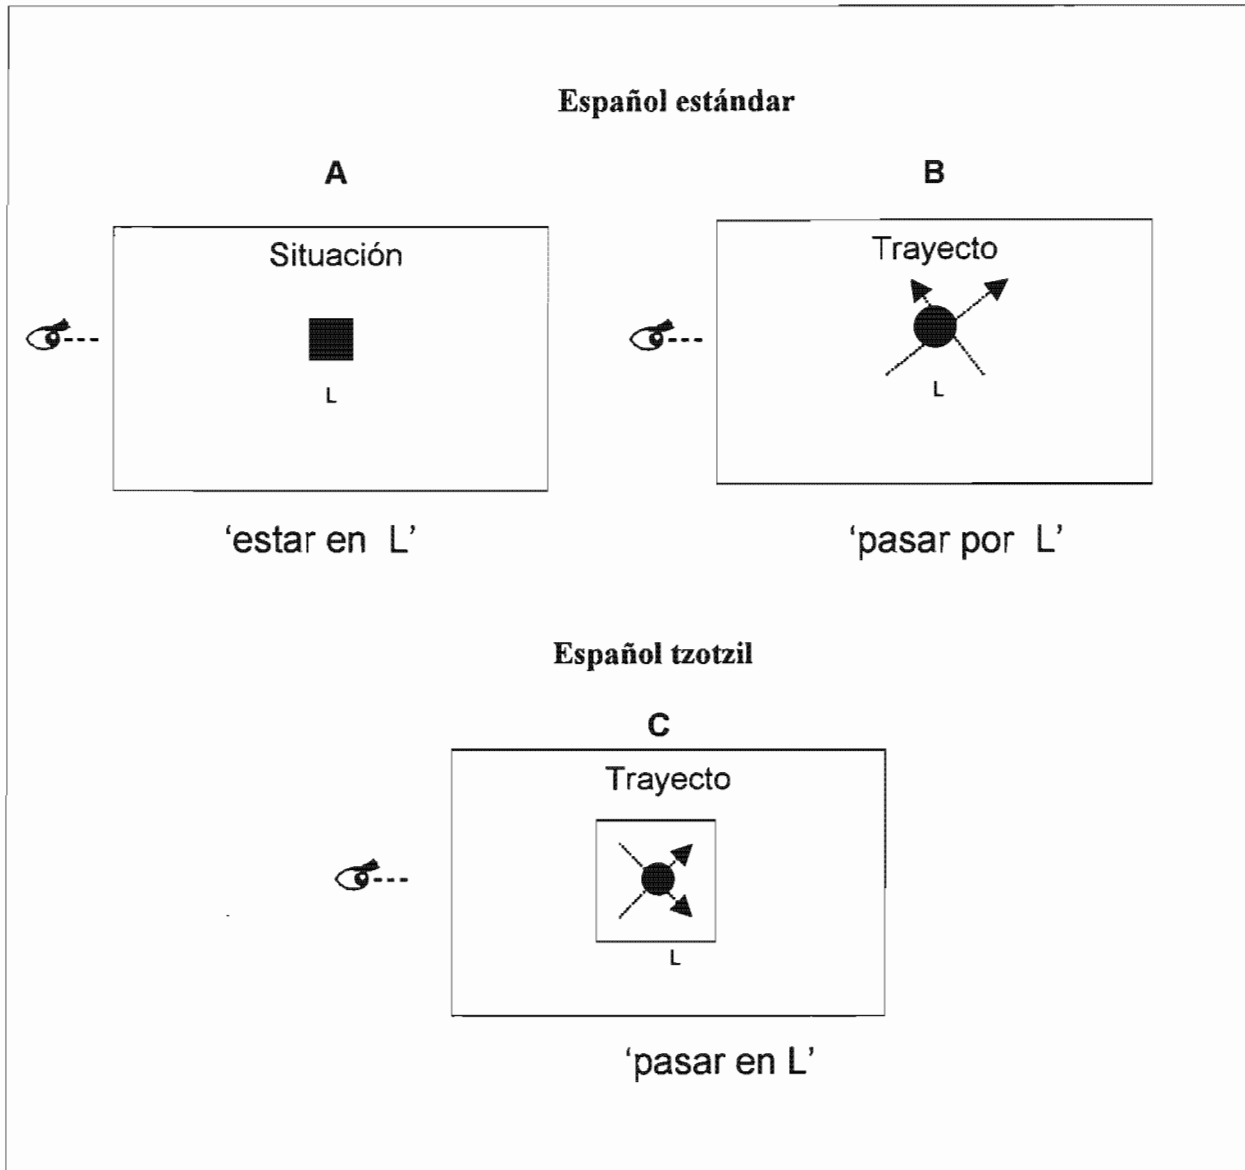 Español estándar
A
B
Situación
Trayecto
L
L
‘estar en L’
‘pasar por L’
Español tzotzil
C
Trayecto
L
‘pasar en L’